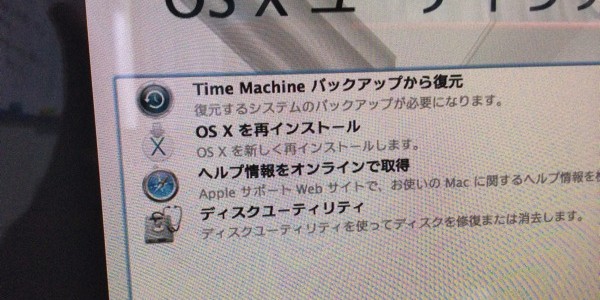 OS X ユーティリテ
Time Machine バックアップから復元
復元するシステムのバックアップが必要になります。
OS X を再インストール
OS X を新しく再インストールします。
ヘルプ情報をオンラインで取得
Apple サポート Web サイトで、お使いの Mac に関するヘルプ情報を
ディスクユーティリティ
ディスクユーティリティを使ってディスクを修復または消去します。